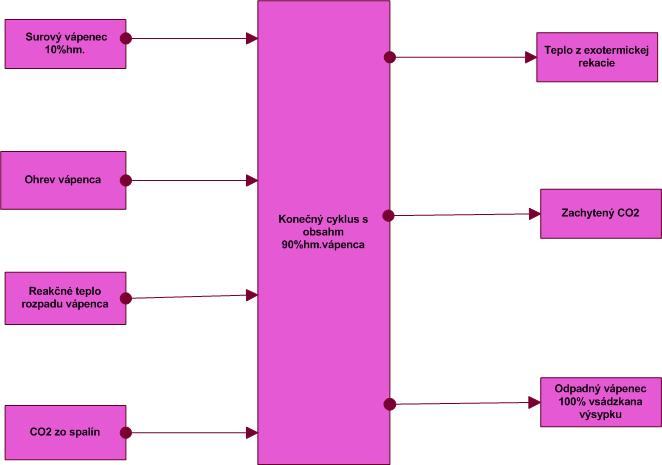 Surový vápenec
10%hm.
Ohrev vápenca
Reakčné teplo
rozpadu vápenca
CO2 zo spalín
Konečný cyklus s
obsahm
90%hm.vápenca
Teplo z exotermickej
rekacie
Zachytený CO2
Odpadný vápenec
100% vsádzkana
výsypku